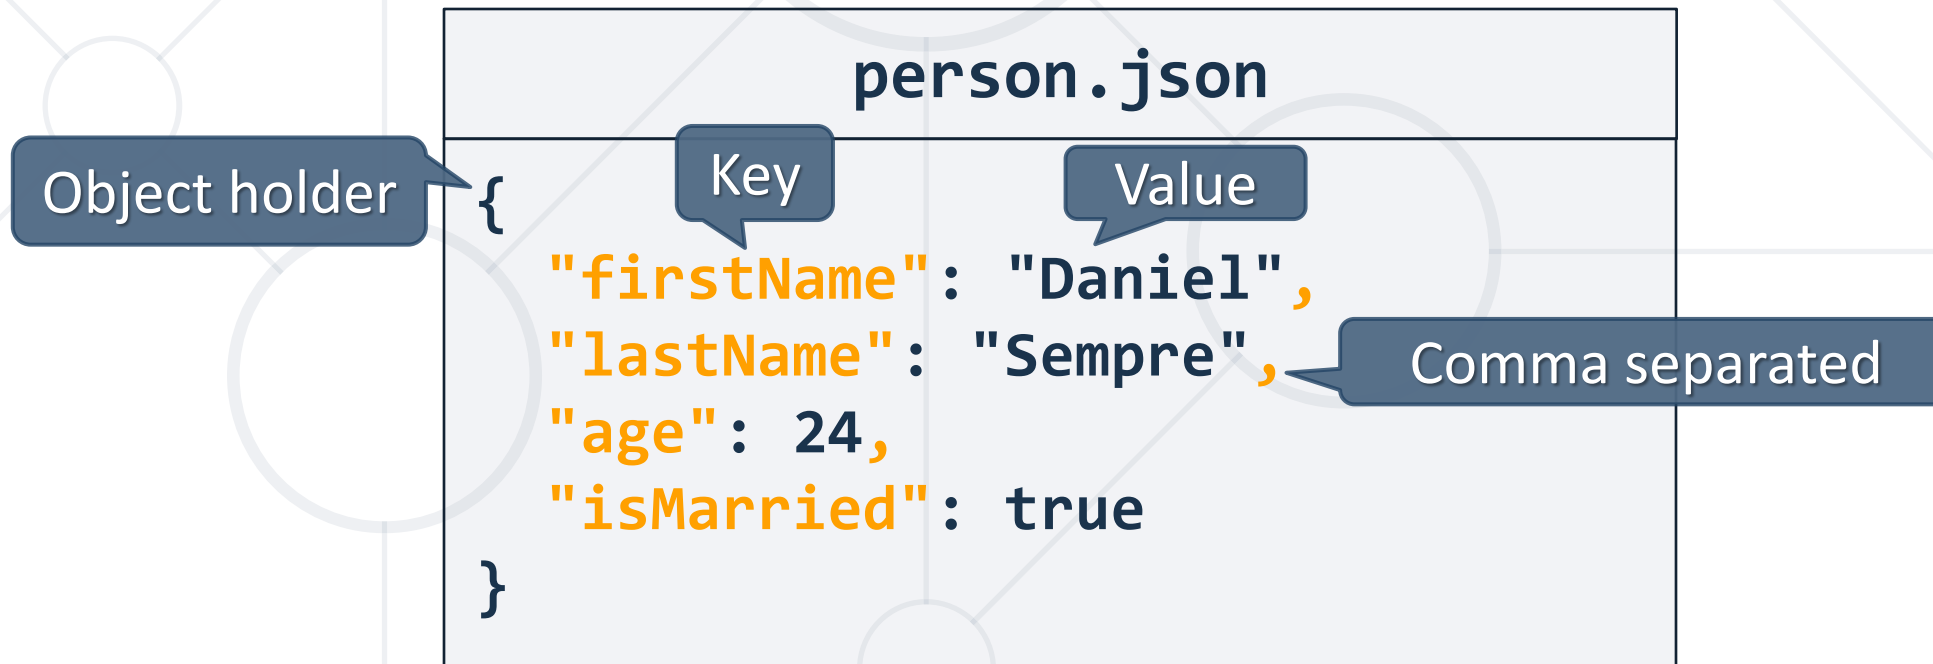 person.json
Object holder
Key
Value
{
"firstName": "Daniel",
"lastName": "Sempre",
Comma separated
"age": 24,
"isMarried": true
}